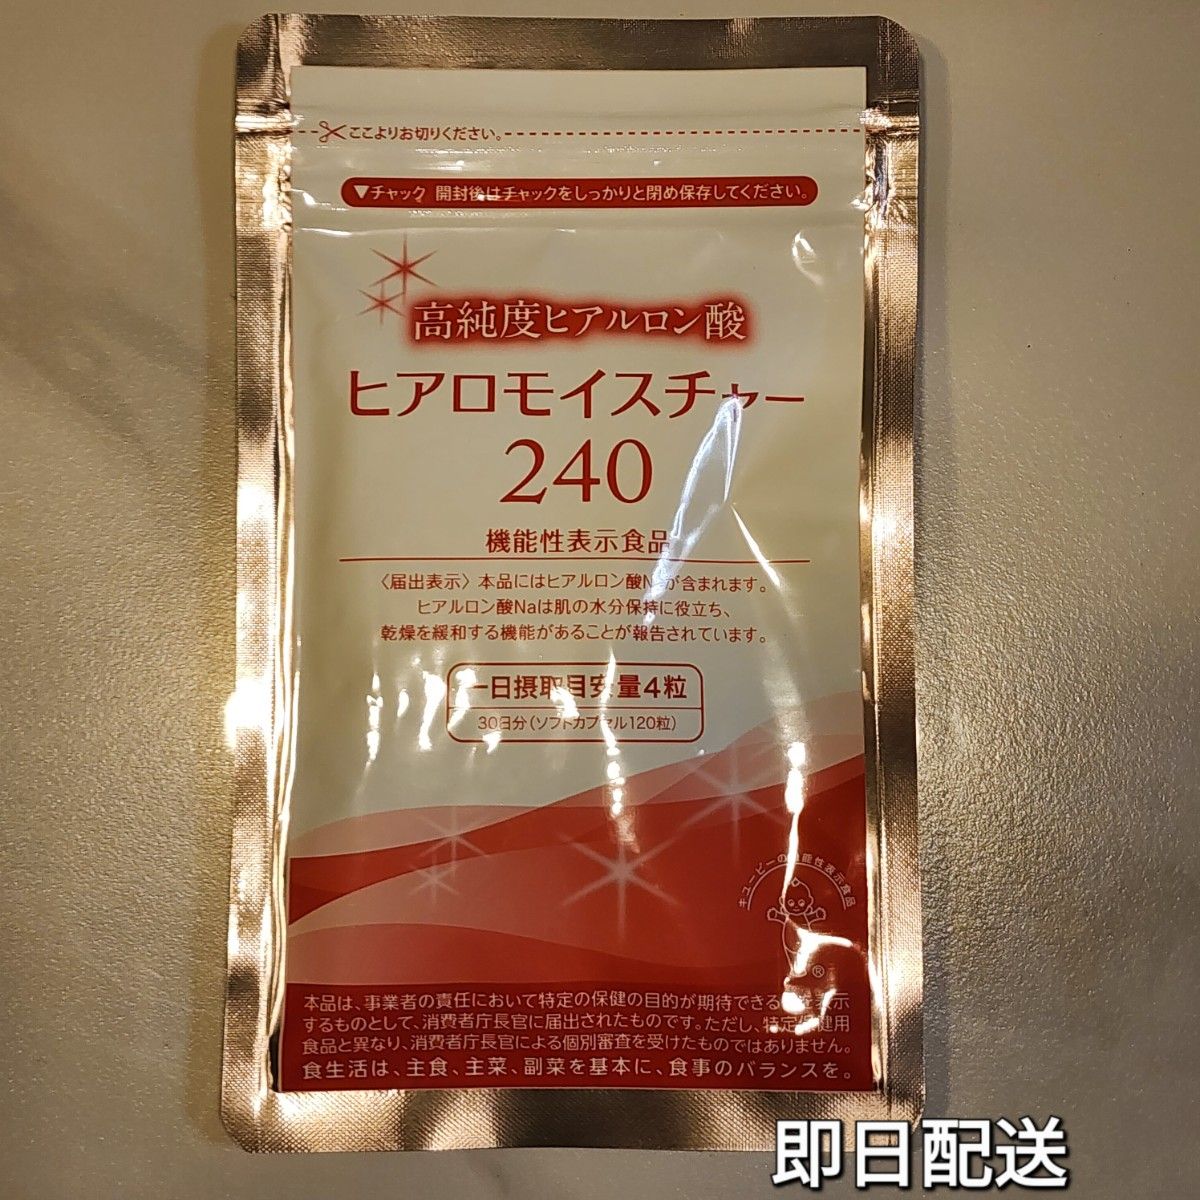 ここよりお切りください。
▼チャック 開封後はチャックをしっかりと閉め保存してください。
高純度ヒアルロン酸
ヒアロモイスチャー
240
機能性表示食品
〈届出表示〉本品にはヒアルロン酸Nが含まれます。
ヒアルロン酸Naは肌の水分保持に役立ち、
乾燥を緩和する機能があることが報告されています。
一日摂取目安量4粒
30日分(ソフトカプセル120粒)
キユーピーの機能性表示食品
®
本品は、事業者の責任において特定の保健の目的が期待できる を表示
するものとして、消費者庁長官に届出されたものです。ただし、特定保健用
食品と異なり、消費者庁長官による個別審査を受けたものではありません。
食生活は、主食、主菜、副菜を基本に、食事のバランスを。
即日配送